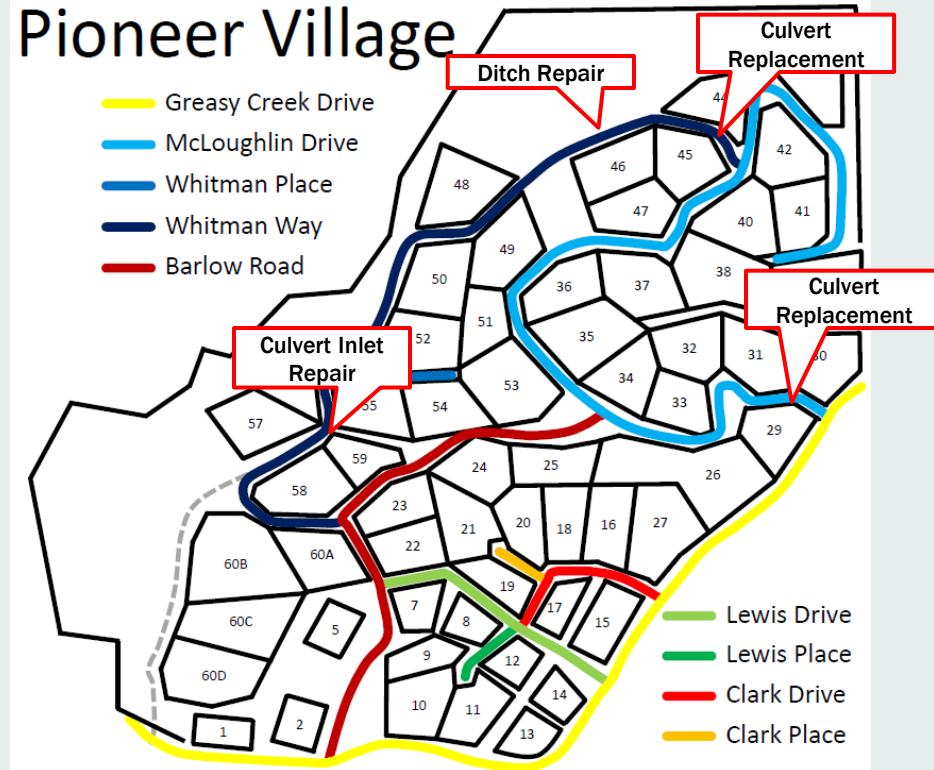 Pioneer Village
Culvert
Replacement
Ditch Repair
Greasy Creek Drive
McLoughlin Drive
Whitman Place
Whitman Way
Barlow Road
44
42
46
45
48
47
41
40
49
38
50
36
37
Culvert
Replacement
51
52
35
32
31
30
Culvert Inlet
Repair
34
53
33
55
54
57
29
59
24
25
26
58
23
20
18
16
27
21
22
60B
60A
19
7
17
8
15
60C
5
Lewis Drive
9
12
Lewis Place
60D
14
Clark Drive
10
11
2
1
13
Clark Place